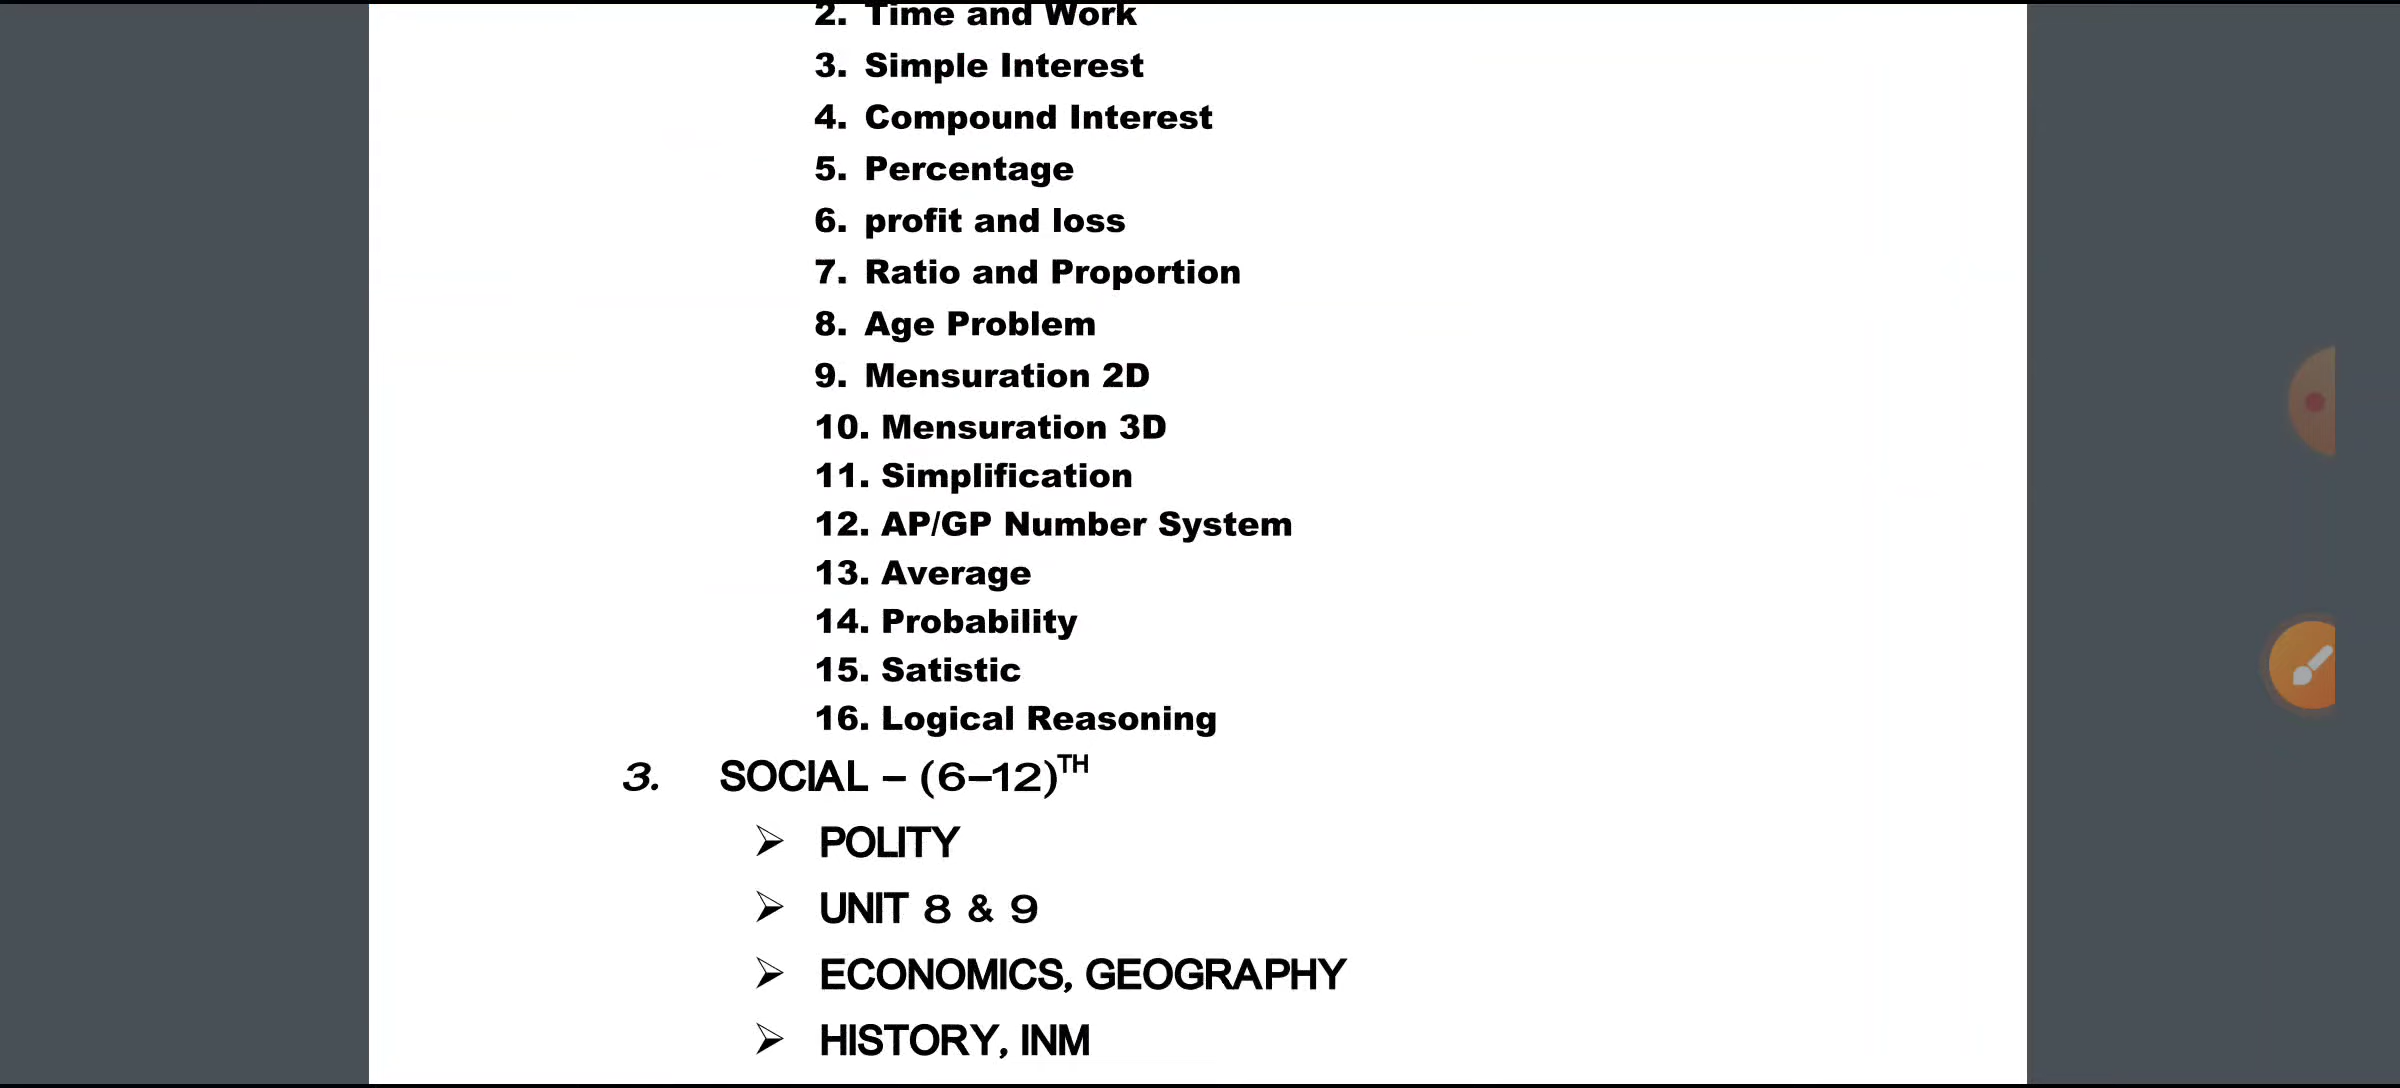 2. Time and Work
3. Simple Interest
4. Compound Interest
5. Percentage
6. profit and loss
7. Ratio and Proportion
8. Age Problem
9. Mensuration 2D
10. Mensuration 3D
11. Simplification
12. AP/GP Number System
13. Average
14. Probability
15. Satistic
16. Logical Reasoning
3. SOCIAL – (6–12)TH
➢ POLITY
➢ UNIT 8 & 9
➢ ECONOMICS, GEOGRAPHY
➢ HISTORY, INM